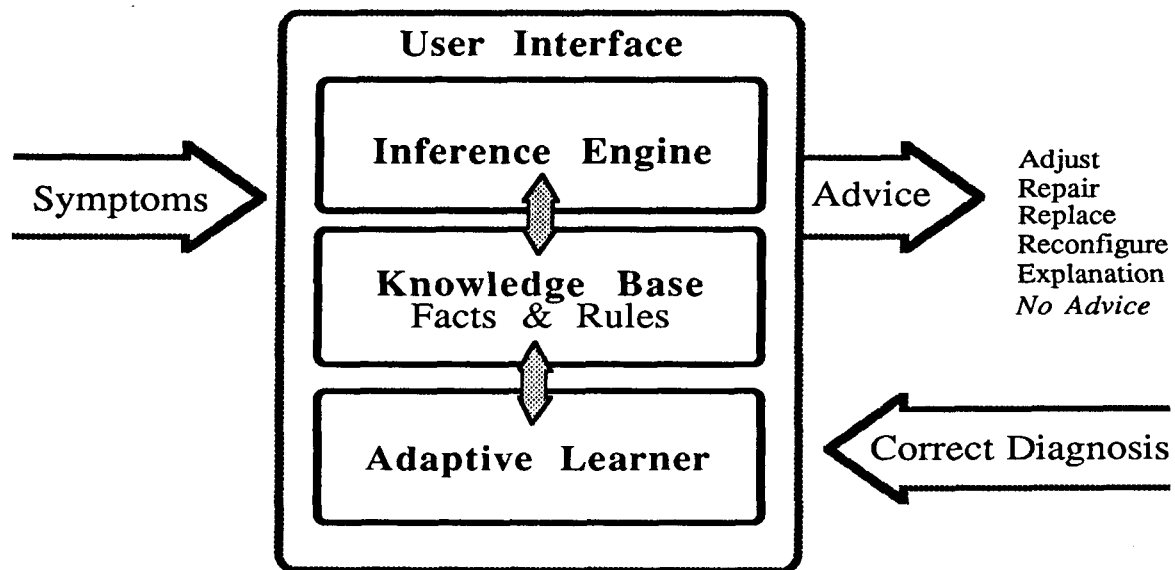 User Interface
Inference Engine
Symptoms
Advice
Adjust
Repair
Replace
Reconfigure
Explanation
No Advice
Knowledge Base
Facts & Rules
Adaptive Learner
Correct Diagnosis